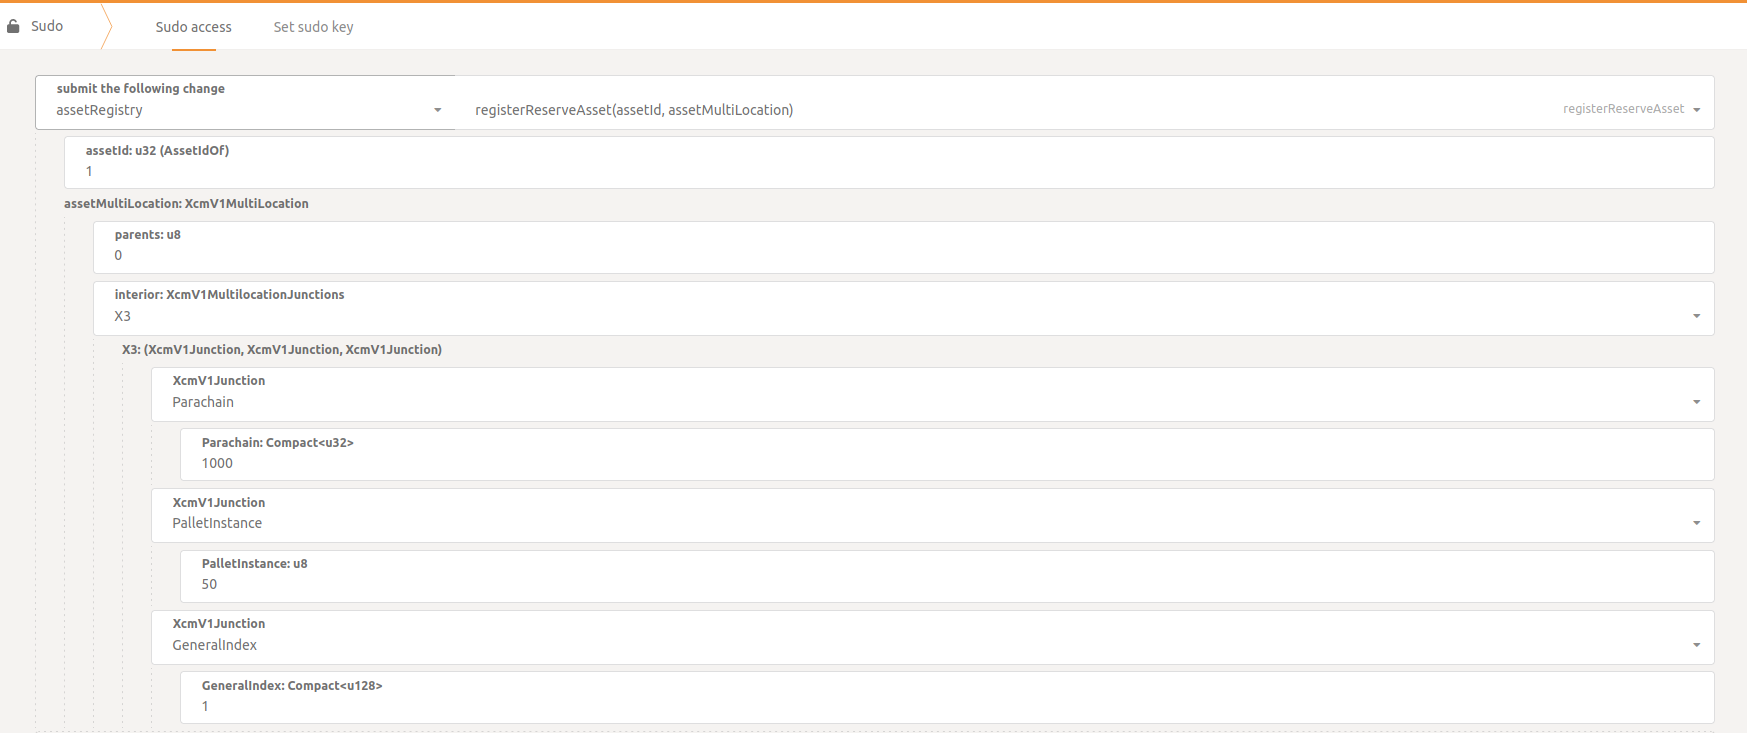 Sudo
Sudo access
Set sudo key
submit the following change
assetRegistry
registerReserveAsset(assetId, assetMultiLocation)
registerReserveAsset
assetId: u32 (AssetIdOf)
1
assetMultiLocation: XcmV1MultiLocation
parents: u8
0
interior: XcmV1MultilocationJunctions
X3
X3: (XcmV1Junction, XcmV1Junction, XcmV1Junction)
XcmV1Junction
Parachain
Parachain: Compact<u32>
1000
XcmV1Junction
PalletInstance
PalletInstance: u8
50
XcmV1Junction
GeneralIndex
GeneralIndex: Compact<u128>
1